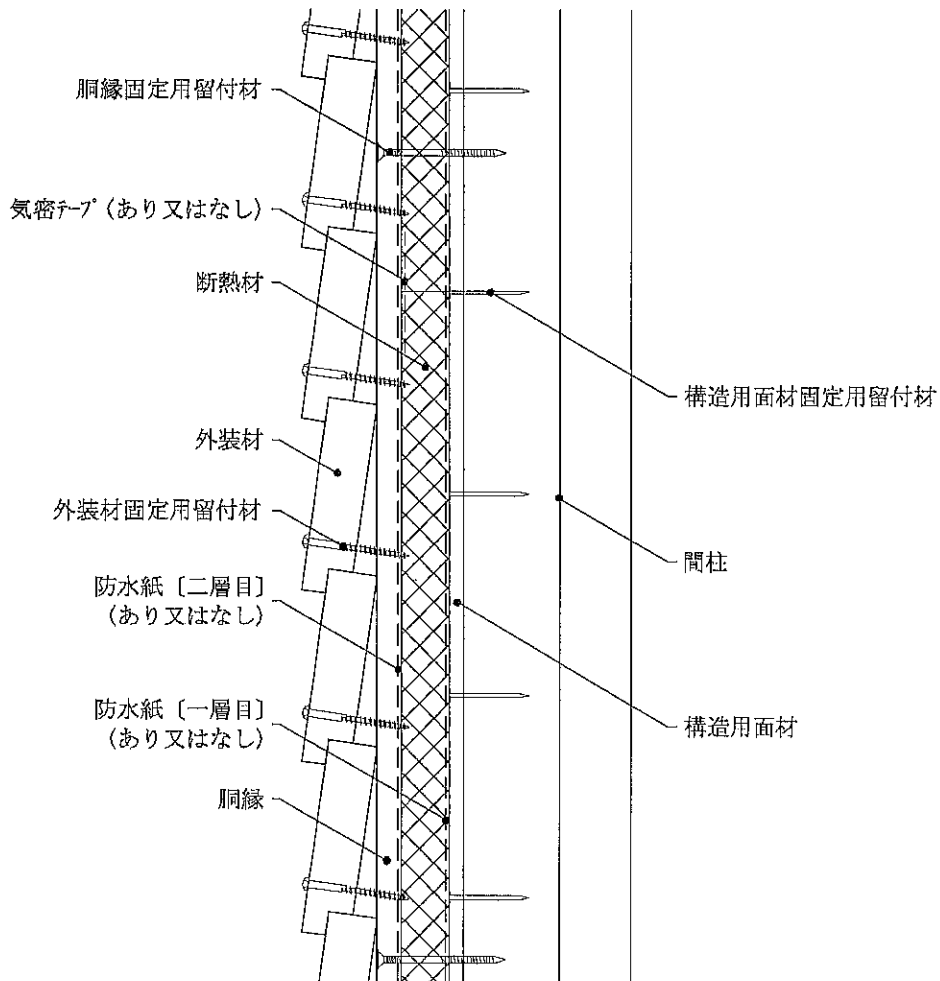 胴縁固定用留付材
気密テープ（あり又はなし）
断熱材
構造用面材固定用留付材
外装材
外装材固定用留付材
間柱
防水紙〔二層目〕
（あり又はなし）
防水紙〔一層目〕
（あり又はなし）
構造用面材
胴縁